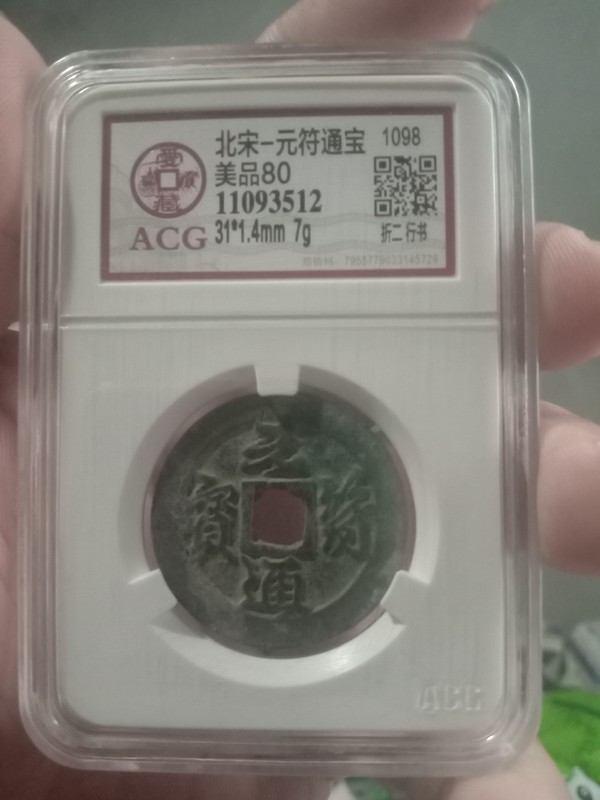 北宋-元符通宝 1098
美品80
11093512
ACG 31*1.4mm 7g
折二 行书
元
寶 符
通
ACG